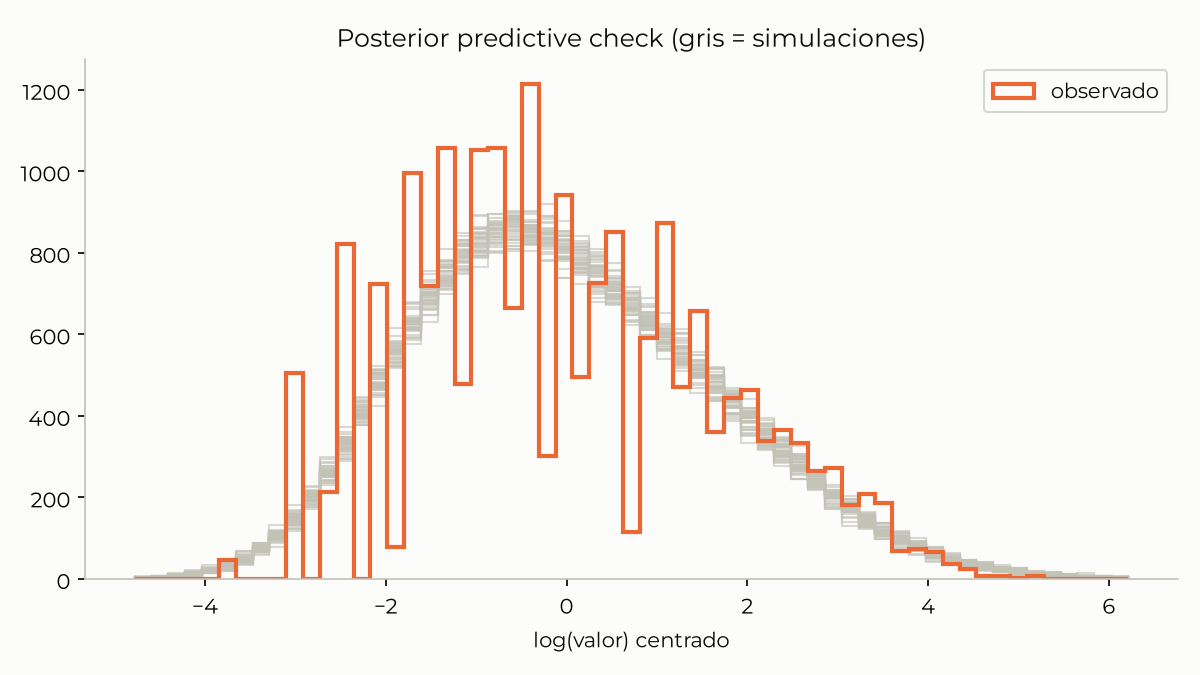 Posterior predictive check (gris = simulaciones)
observado
1200
1000
800
600
400
200
0
−4 −2 0 2 4 6
log(valor) centrado